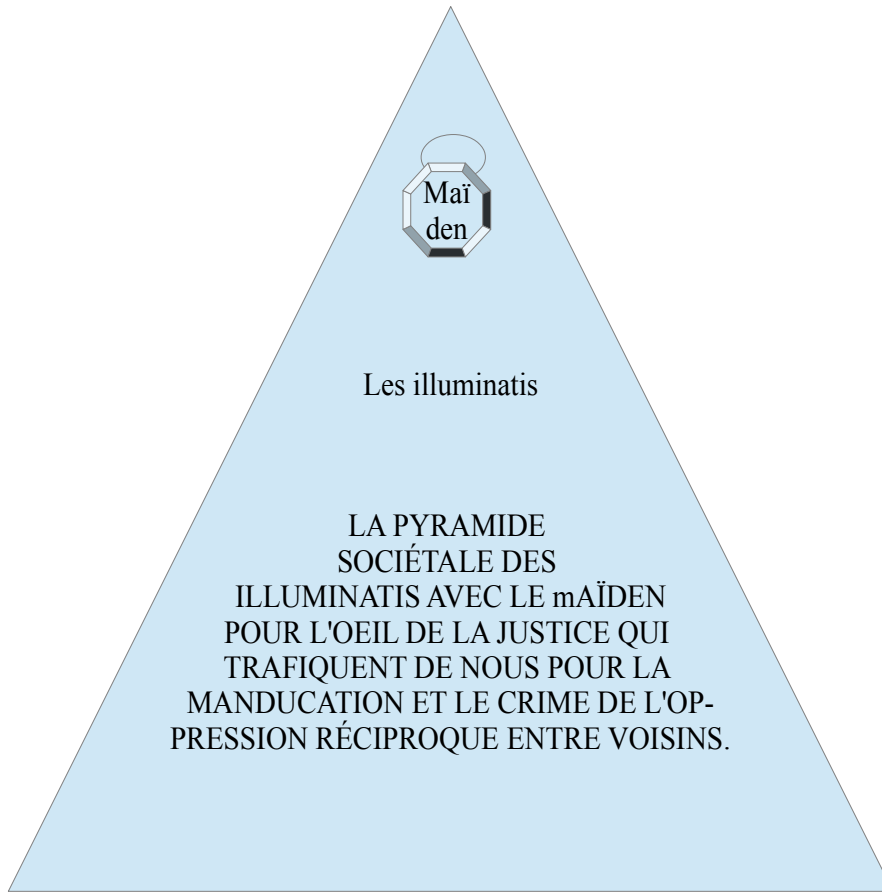 Maï
den
Les illuminatis
LA PYRAMIDE
SOCIÉTALE DES
ILLUMINATIS AVEC LE mAÏDEN
POUR L'OEIL DE LA JUSTICE QUI
TRAFIQUENT DE NOUS POUR LA
MANDUCATION ET LE CRIME DE L'OP-
PRESSION RÉCIPROQUE ENTRE VOISINS.